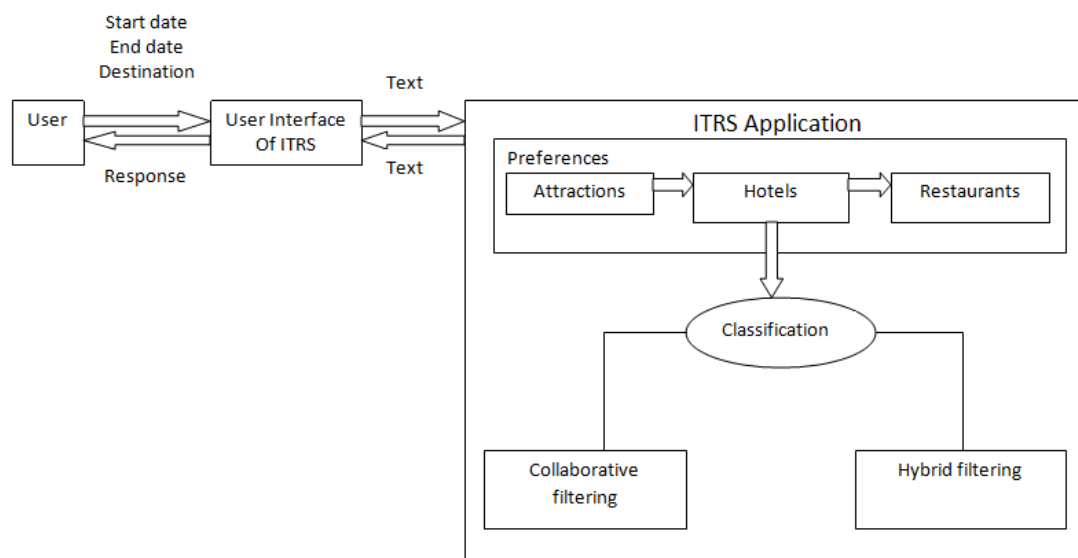 Start date
End date
Destination
Text
User
User Interface
Of ITRS
Response
Text
ITRS Application
Preferences
Attractions
Hotels
Restaurants
Classification
Collaborative
filtering
Hybrid filtering